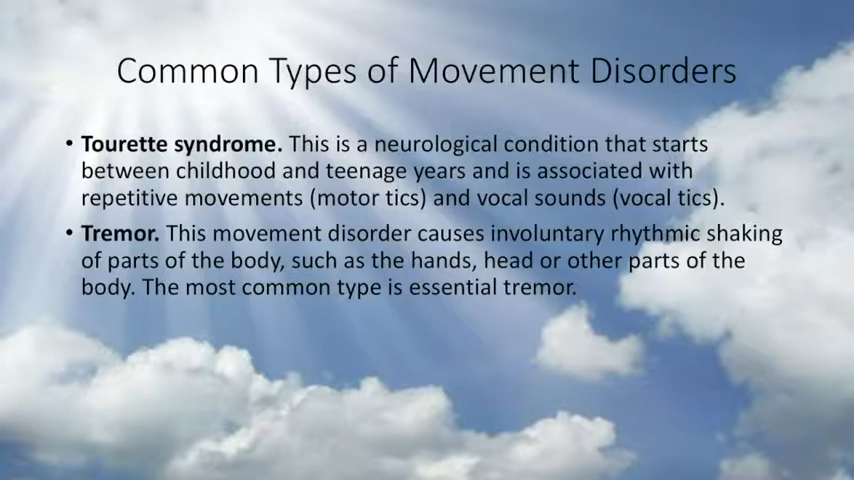 Common Types of Movement Disorders
• Tourette syndrome. This is a neurological condition that starts
between childhood and teenage years and is associated with
repetitive movements (motor tics) and vocal sounds (vocal tics).
• Tremor. This movement disorder causes involuntary rhythmic shaking
of parts of the body, such as the hands, head or other parts of the
body. The most common type is essential tremor.